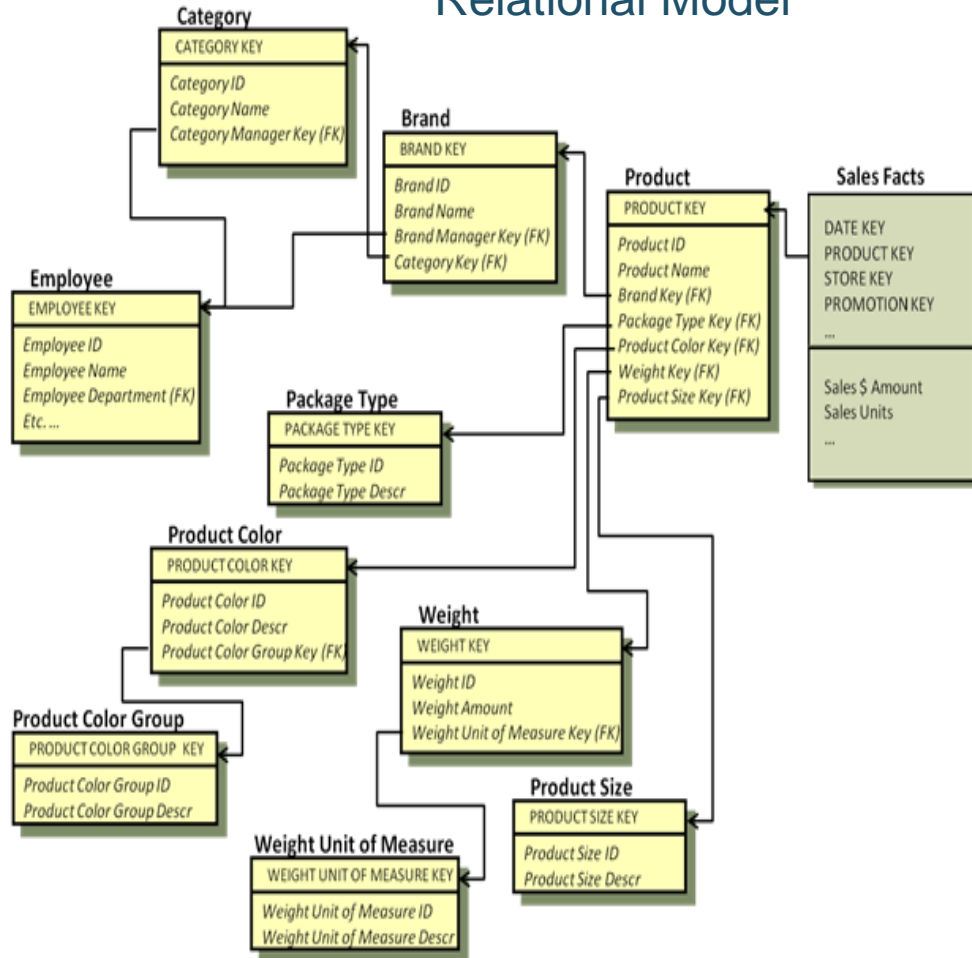 Relational Model
Category
CATEGORY KEY
Category ID
Category Name
Category Manager Key (FK)
Brand
BRAND KEY
Brand ID
Brand Name
Brand Manager Key (FK)
Category Key (FK)
Product
PRODUCT KEY
Product ID
Product Name
Brand Key (FK)
Package Type Key (FK)
Product Color Key (FK)
Weight Key (FK)
Product Size Key (FK)
Sales Facts
DATE KEY
PRODUCT KEY
STORE KEY
PROMOTION KEY
...
Sales $ Amount
Sales Units
...
Employee
EMPLOYEE KEY
Employee ID
Employee Name
Employee Department (FK)
Etc. ...
Package Type
PACKAGE TYPE KEY
Package Type ID
Package Type Descr
Product Color
PRODUCT COLOR KEY
Product Color ID
Product Color Descr
Product Color Group Key (FK)
Weight
WEIGHT KEY
Weight ID
Weight Amount
Weight Unit of Measure Key (FK)
Product Color Group
PRODUCT COLOR GROUP KEY
Product Color Group ID
Product Color Group Descr
Product Size
PRODUCT SIZE KEY
Product Size ID
Product Size Descr
Weight Unit of Measure
WEIGHT UNIT OF MEASURE KEY
Weight Unit of Measure ID
Weight Unit of Measure Descr